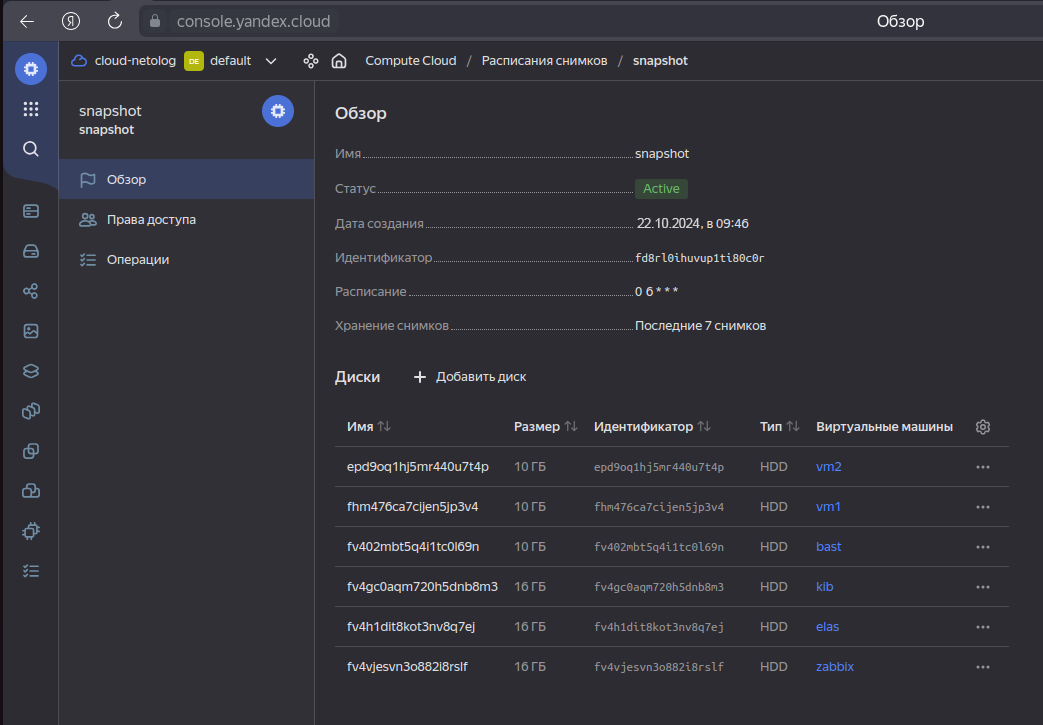 console.yandex.cloud Обзор
cloud-netolog DE default Compute Cloud / Расписания снимков / snapshot
snapshot
snapshot
Обзор
Права доступа
Операции
Обзор
Имя snapshot
Статус Active
Дата создания 22.10.2024, в 09:46
Идентификатор fd8rl0ihuvup1ti80c0r
Расписание 0 6 * * *
Хранение снимков Последние 7 снимков
Диски + Добавить диск
Имя Размер Идентификатор Тип Виртуальные машины
epd9oq1hj5mr440u7t4p 10 ГБ epd9oq1hj5mr440u7t4p HDD vm2
fhm476ca7cijen5jp3v4 10 ГБ fhm476ca7cijen5jp3v4 HDD vm1
fv402mbt5q4i1tc0l69n 10 ГБ fv402mbt5q4i1tc0l69n HDD bast
fv4gc0aqm720h5dnb8m3 16 ГБ fv4gc0aqm720h5dnb8m3 HDD kib
fv4h1dit8kot3nv8q7ej 16 ГБ fv4h1dit8kot3nv8q7ej HDD elas
fv4vjesvn3o882i8rslf 16 ГБ fv4vjesvn3o882i8rslf HDD zabbix